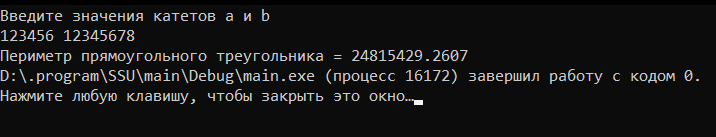 Введите значения катетов a и b
123456 12345678
Периметр прямоугольного треугольника = 24815429.2607
D:\.program\SSU\main\Debug\main.exe (процесс 16172) завершил работу с кодом 0.
Нажмите любую клавишу, чтобы закрыть это окно…